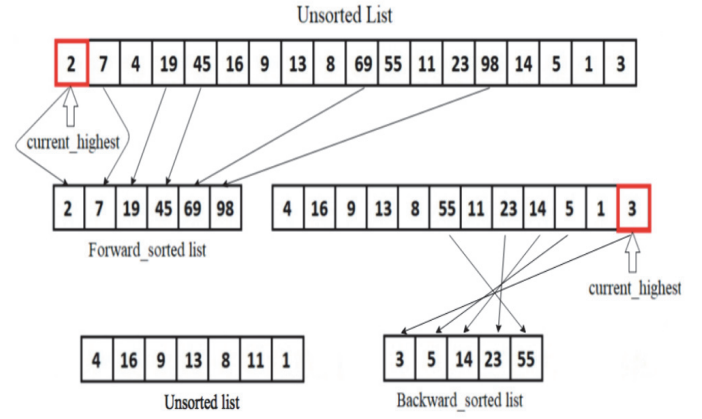 Unsorted List
2 7 4 19 45 16 9 13 8 69 55 11 23 98 14 5 1 3
current_highest
2 7 19 45 69 98
4 16 9 13 8 55 11 23 14 5 1 3
Forward_sorted list
current_highest
4 16 9 13 8 11 1
3 5 14 23 55
Unsorted list
Backward_sorted list